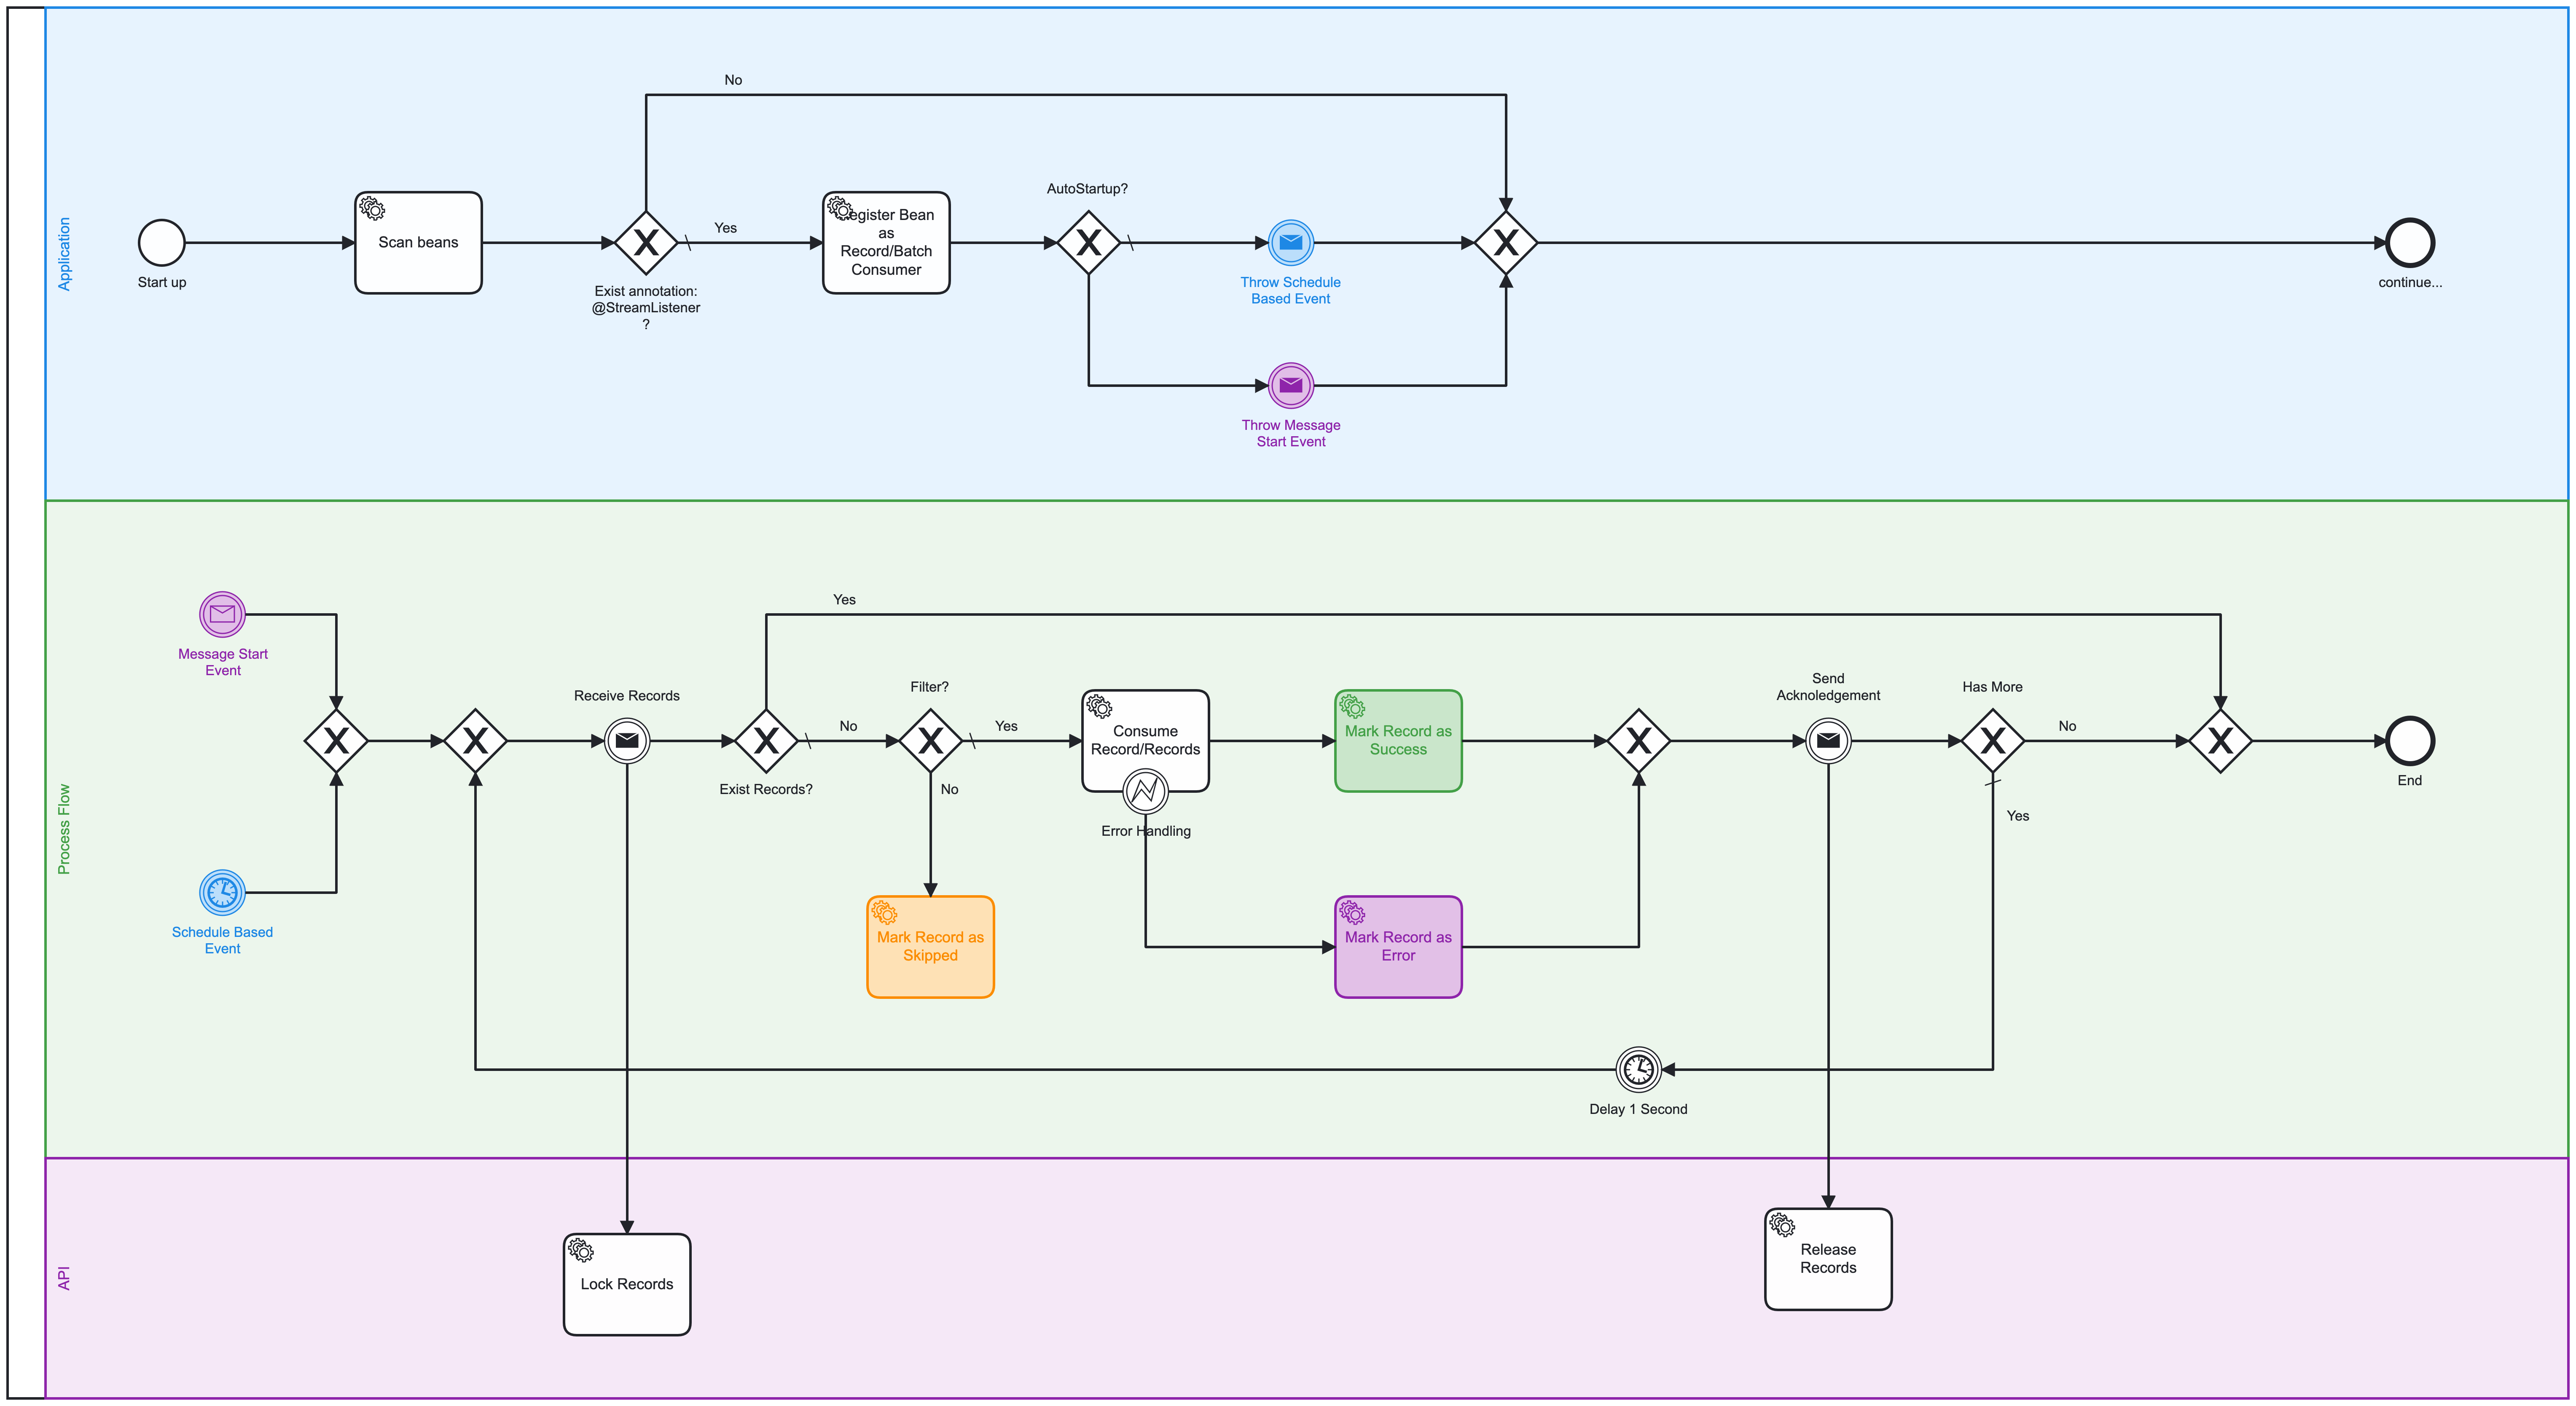 Application
No
Start up
Scan beans
Exist annotation:
@StreamListener
?
Yes
Register Bean
as
Record/Batch
Consumer
AutoStartup?
Throw Schedule
Based Event
Throw Message
Start Event
continue...
Process Flow
Message Start
Event
Schedule Based
Event
Receive Records
Yes
Exist Records?
No
Filter?
Yes
No
Mark Record as
Skipped
Consume
Record/Records
Error Handling
Mark Record as
Success
Mark Record as
Error
Send
Acknoledgement
Has More
No
Yes
Delay 1 Second
End
API
Lock Records
Release
Records